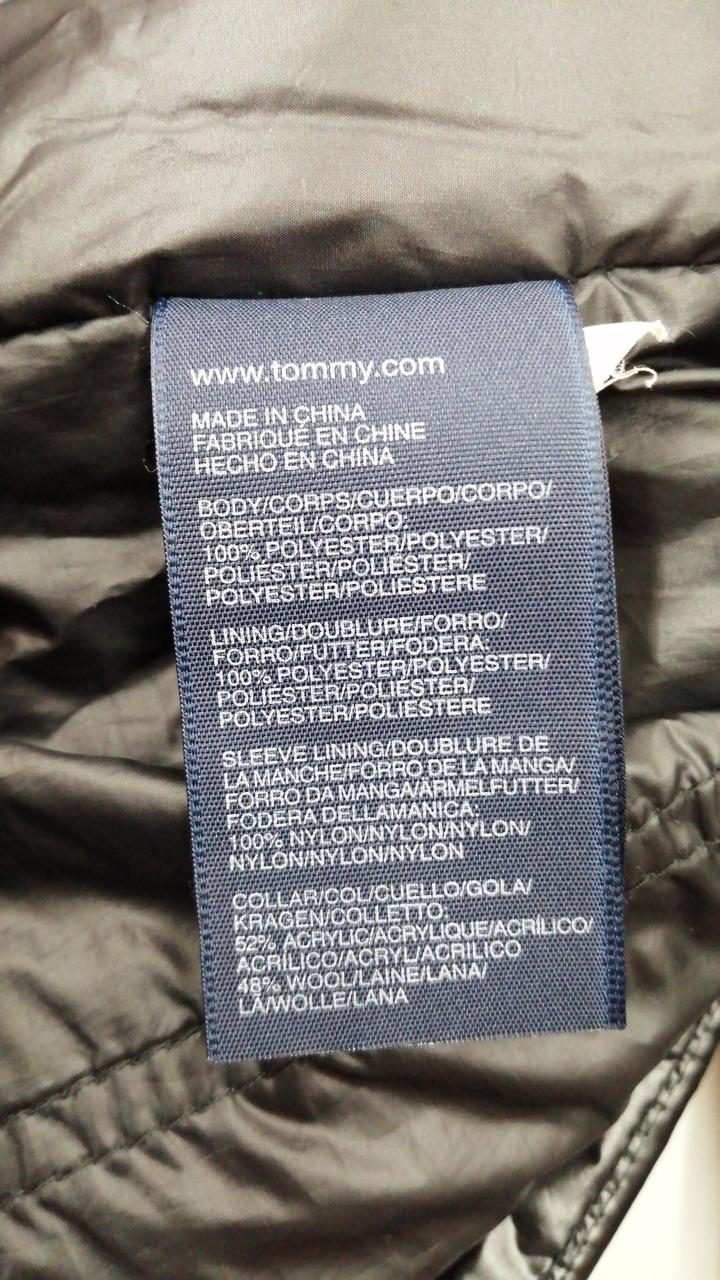 www.tommy.com
MADE IN CHINA
FABRIQUÉ EN CHINE
HECHO EN CHINA
BODY/CORPS/CUERPO/CORPO/
OBERTEIL/CORPO:
100% POLYESTER/POLYESTER/
POLIÉSTER/POLIÉSTER/
POLYESTER/POLIESTERE
LINING/DOUBLURE/FORRO/
FORRO/FUTTER/FODERA:
100% POLYESTER/POLYESTER/
POLIÉSTER/POLIÉSTER/
POLYESTER/POLIESTERE
SLEEVE LINING/DOUBLURE DE
LA MANCHE/FORRO DE LA MANGA/
FORRO DA MANGA/ÄRMELFUTTER/
FODERA DELLAMANICA:
100% NYLON/NYLON/NYLON/
NYLON/NYLON/NYLON
COLLAR/COL/CUELLO/GOLA/
KRAGEN/COLLETTO:
52% ACRYLIC/ACRYLIQUE/ACRÍLICO/
ACRÍLICO/ACRYL/ACRILICO
48% WOOL/LAINE/LANA/
LÃ/WOLLE/LANA